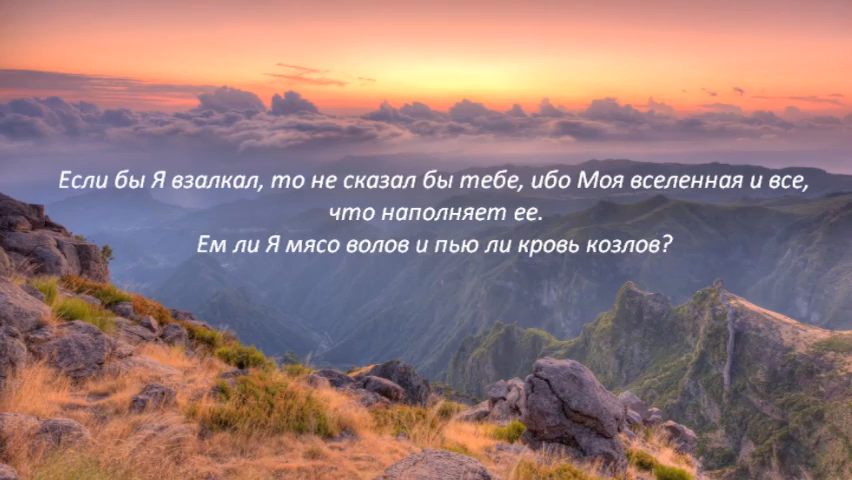 Если бы Я взалкал, то не сказал бы тебе, ибо Моя вселенная и все,
что наполняет ее.
Ем ли Я мясо волов и пью ли кровь козлов?